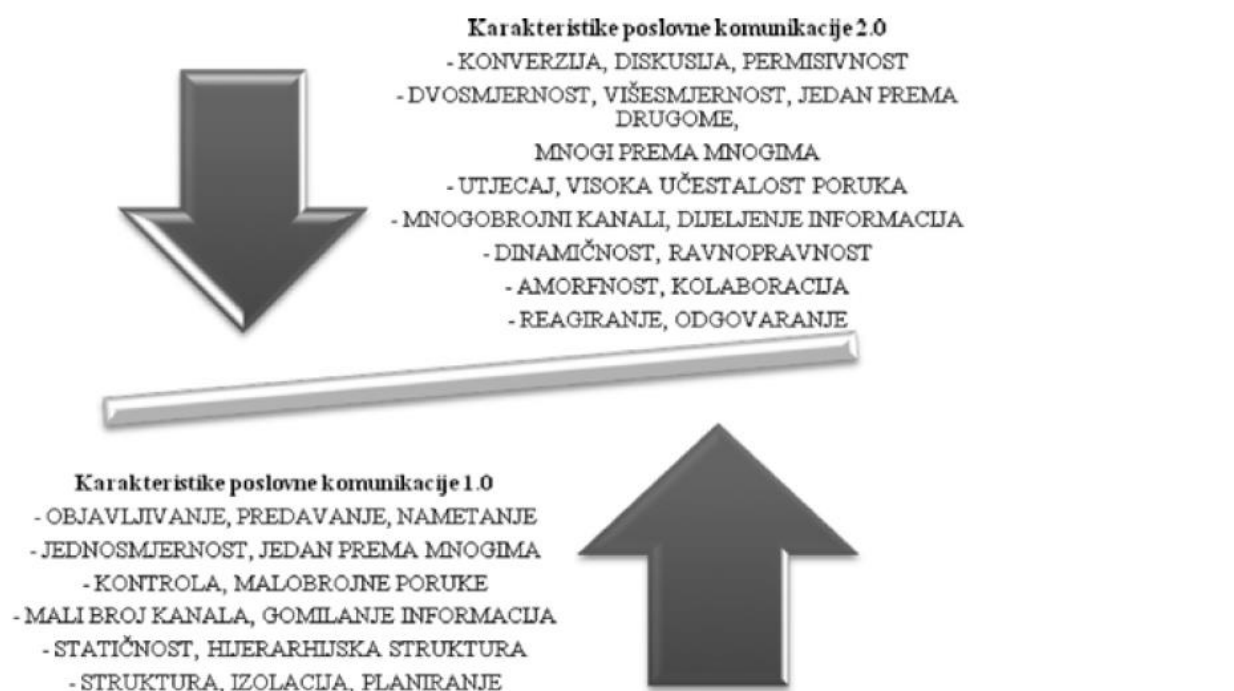 Karakteristike poslovne komunikacije 2.0
- KONVERZIJA, DISKUSIJA, PERMISIVNOST
- DVOSMJERNOST, VIŠESMJERNOST, JEDAN PREMA
DRUGOME,
MNOGI PREMA MNOGIMA
- UTJECAJ, VISOKA UČESTALOST PORUKA
- MNOGOBROJNI KANALI, DIJELJENJE INFORMACIJA
- DINAMIČNOST, RAVNOPRAVNOST
- AMORFNOST, KOLABORACIJA
- REAGIRANJE, ODGOVARANJE
Karakteristike poslovne komunikacije 1.0
- OBJAVLJIVANJE, PREDAVANJE, NAMETANJE
- JEDNOSMJERNOST, JEDAN PREMA MNOGIMA
- KONTROLA, MALOBROJNE PORUKE
- MALI BROJ KANALA, GOMILANJE INFORMACIJA
- STATIČNOST, HIJERARHIJSKA STRUKTURA
- STRUKTURA, IZOLACIJA, PLANIRANJE